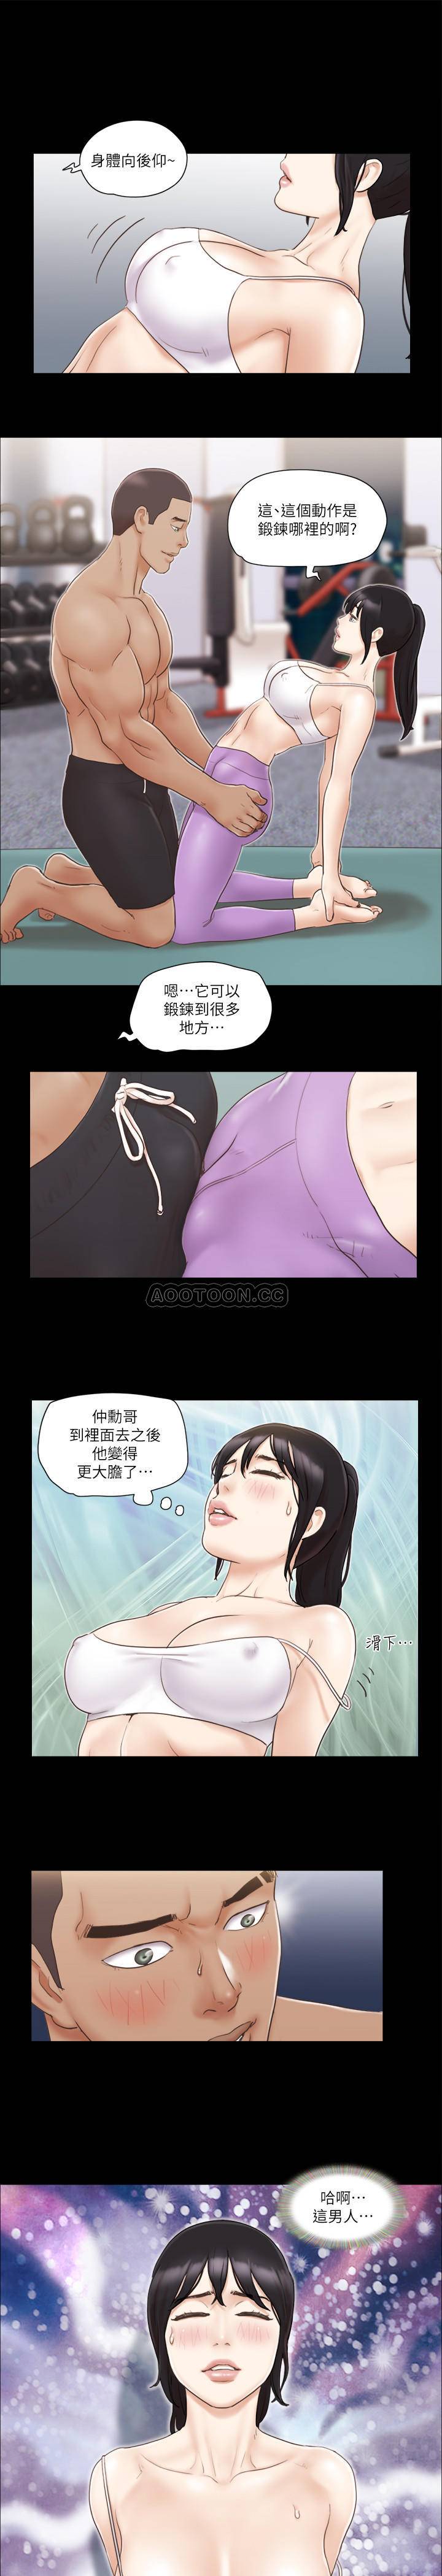 身體向後仰~
這、這個動作是
鍛鍊哪裡的啊?
嗯…它可以
鍛鍊到很多
地方…
AOOTOON.CC
仲勳哥
到裡面去之後
他變得
更大膽了…
滑下…
哈啊…
這男人…